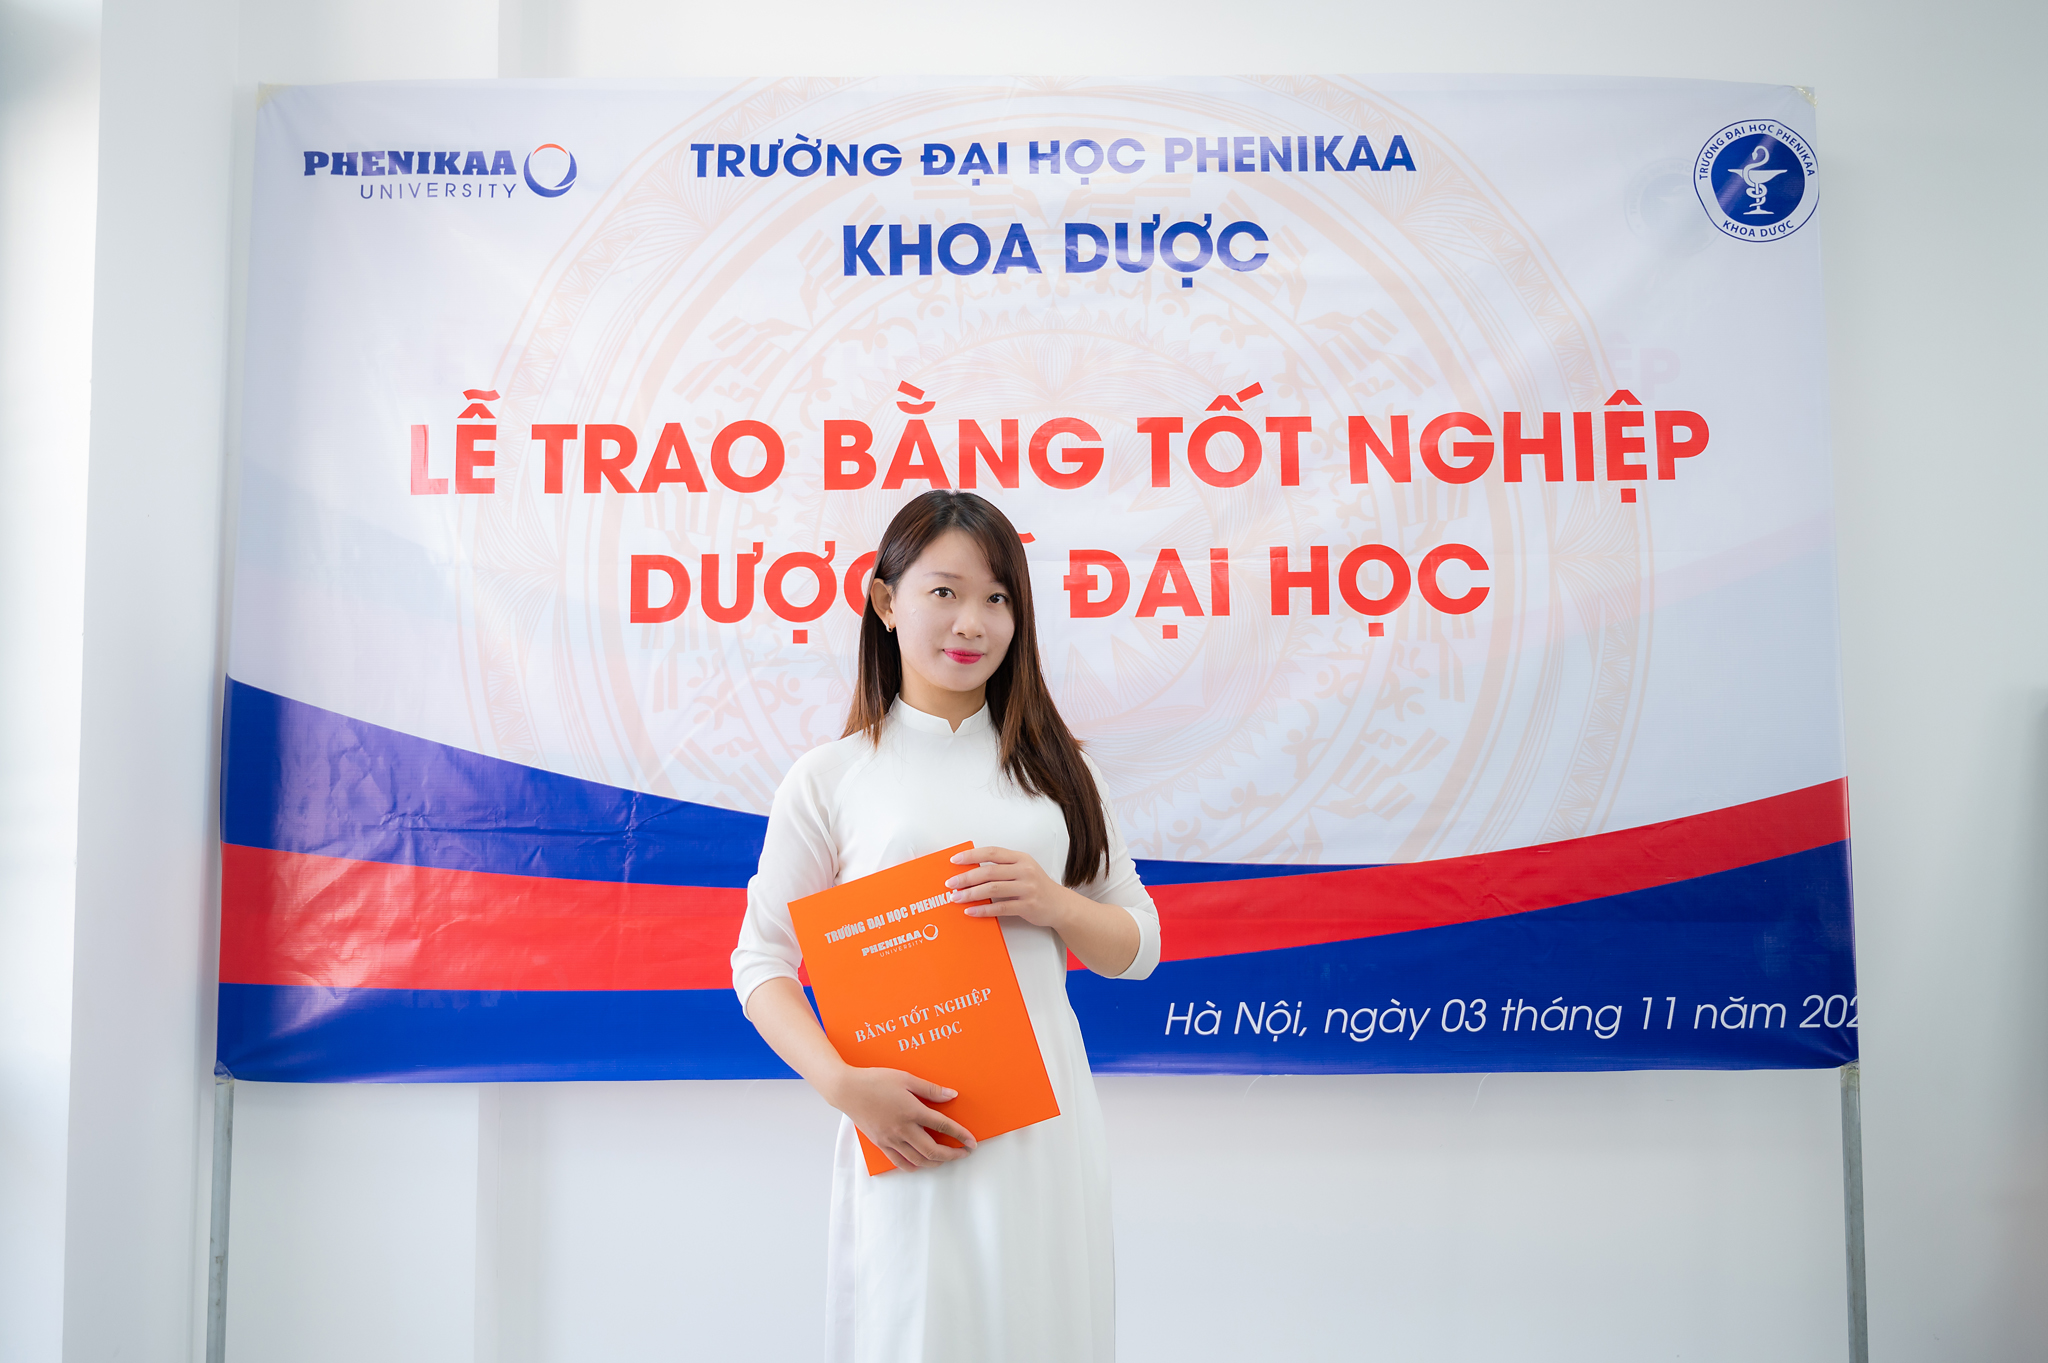 PHENIKAA
UNIVERSITY
TRƯỜNG ĐẠI HỌC PHENIKAA
KHOA DƯỢC
TRƯỜNG ĐẠI HỌC PHENIKAA
KHOA DƯỢC
LỄ TRAO BẰNG TỐT NGHIỆP
ĐẠI HỌC
Hà Nội, ngày 03 tháng 11 năm
TRƯỜNG ĐẠI HỌC PHENIKAA
PHENIKAA
UNIVERSITY
BẰNG TỐT NGHIỆP
ĐẠI HỌC